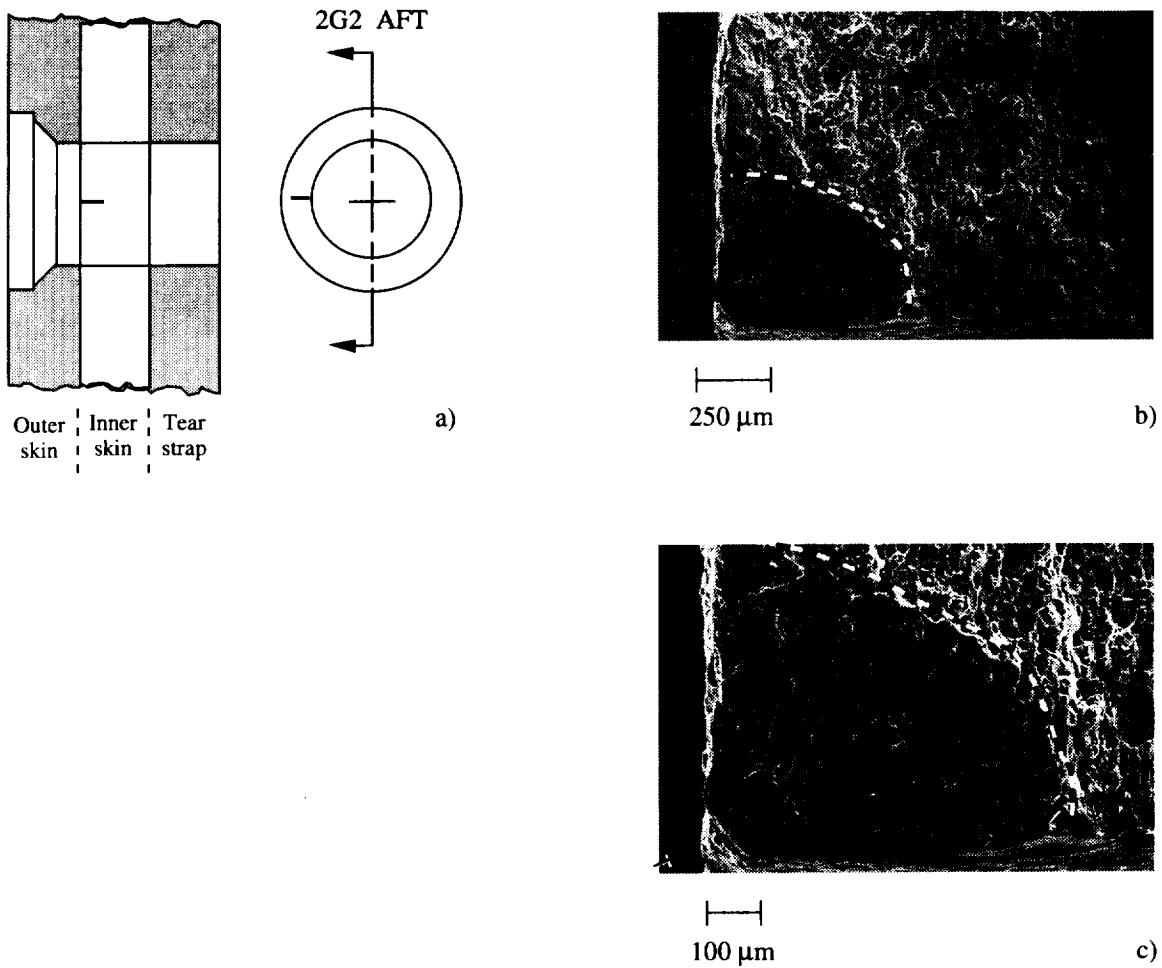 2G2 AFT
Outer skin
Inner skin
Tear strap
a)
250 μm
b)
100 μm
c)